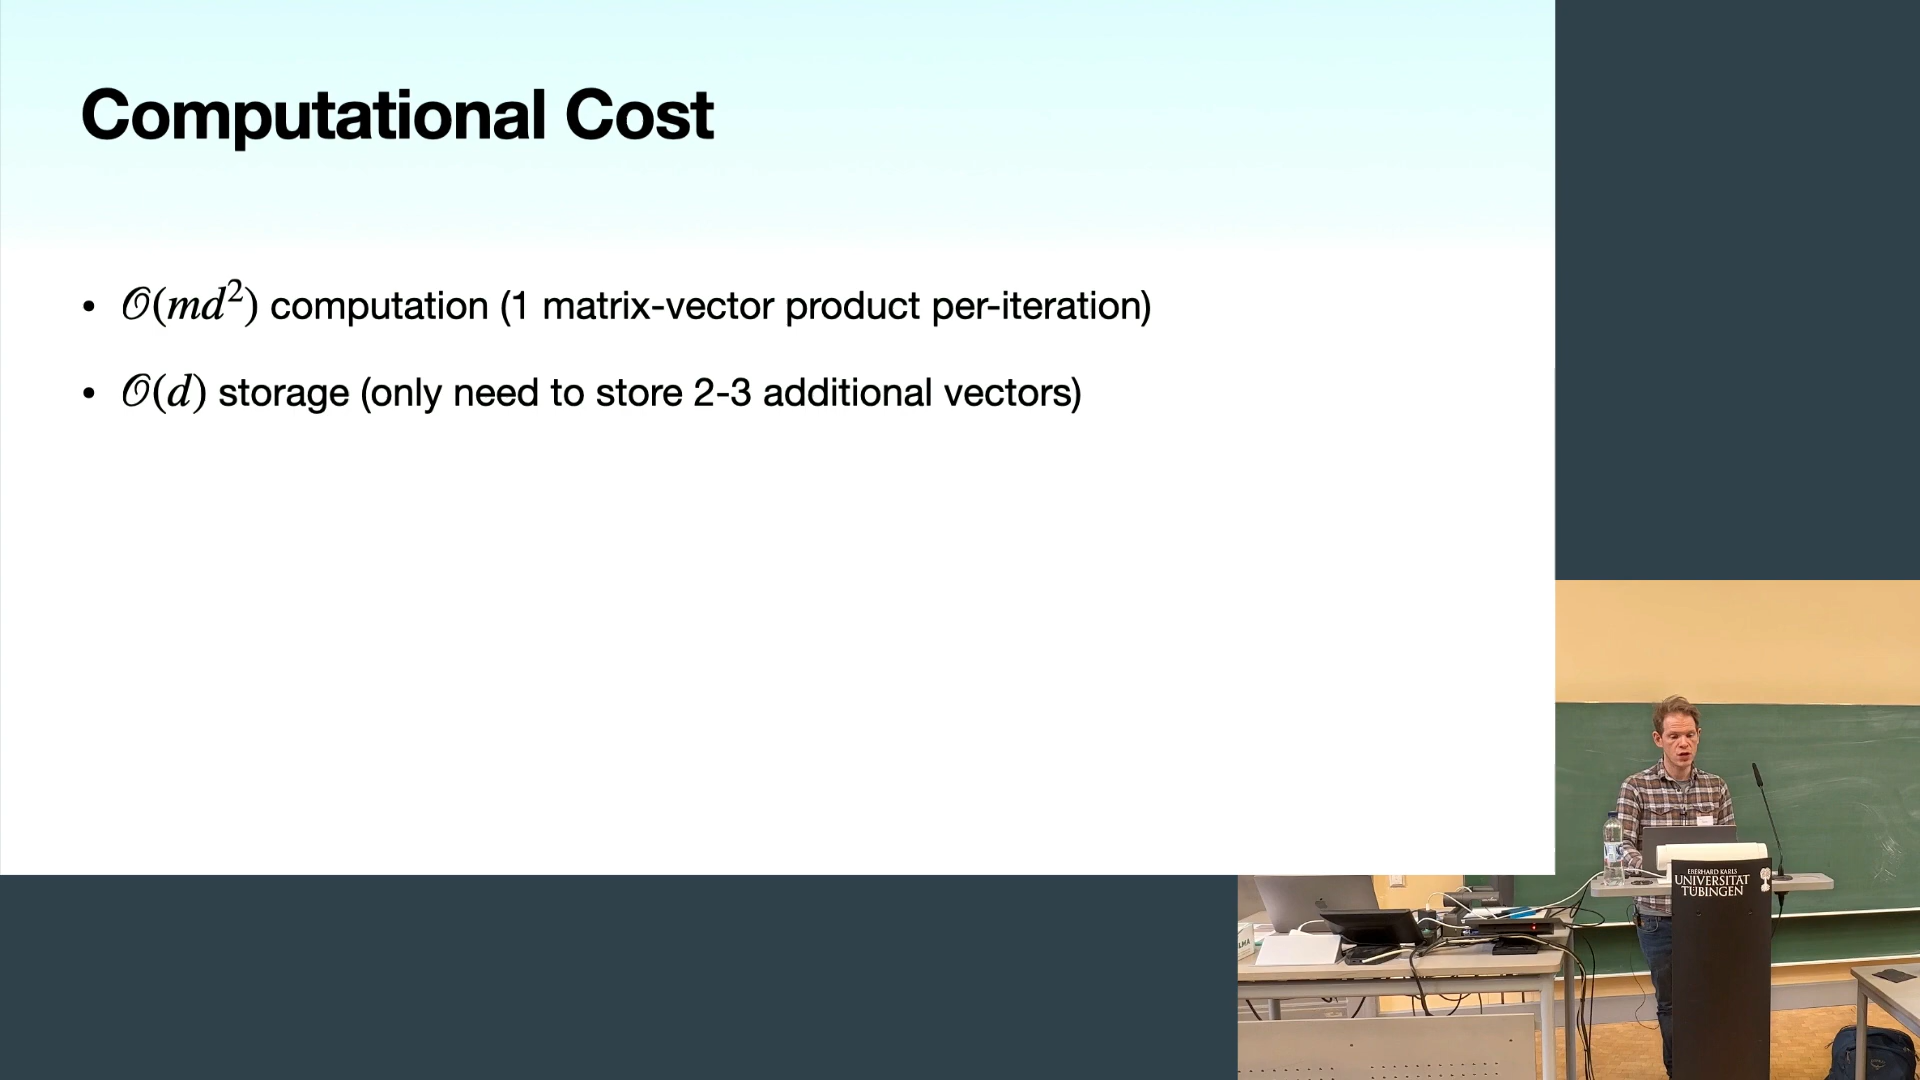 Computational Cost
• 𝒪(md²) computation (1 matrix-vector product per-iteration)
• 𝒪(d) storage (only need to store 2-3 additional vectors)
EBERHARD KARLS
UNIVERSITÄT
TÜBINGEN